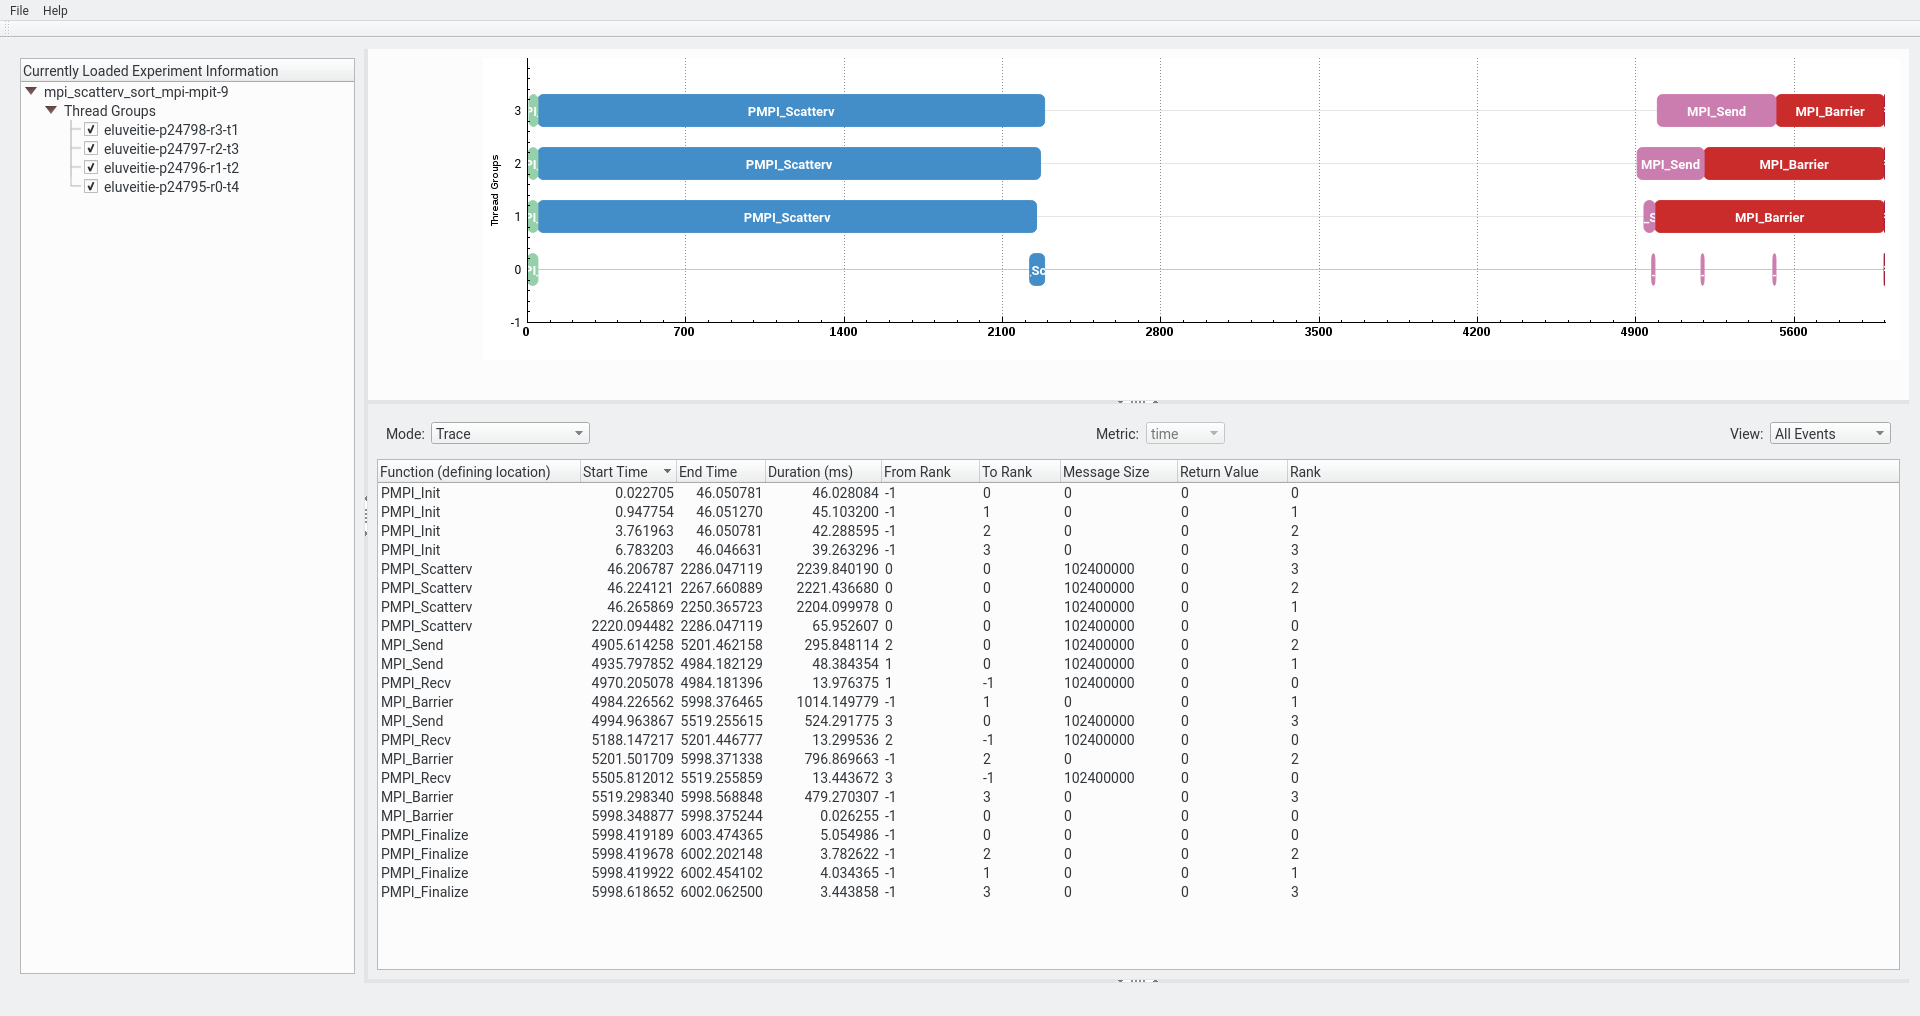 File Help
Currently Loaded Experiment Information
mpi_scatterv_sort_mpi-mpit-9
Thread Groups
eluveitie-p24798-r3-t1
eluveitie-p24797-r2-t3
eluveitie-p24796-r1-t2
eluveitie-p24795-r0-t4
Thread Groups
3 PMPI_Scatterv MPI_Send MPI_Barrier
2 PMPI_Scatterv MPI_Send MPI_Barrier
1 PMPI_Scatterv _S MPI_Barrier
0 _Sc
-1
0 700 1400 2100 2800 3500 4200 4900 5600
Mode: Trace Metric: time View: All Events
Function (defining location) Start Time End Time Duration (ms) From Rank To Rank Message Size Return Value Rank
PMPI_Init 0.022705 46.050781 46.028084 -1 0 0 0 0
PMPI_Init 0.947754 46.051270 45.103200 -1 1 0 0 1
PMPI_Init 3.761963 46.050781 42.288595 -1 2 0 0 2
PMPI_Init 6.783203 46.046631 39.263296 -1 3 0 0 3
PMPI_Scatterv 46.206787 2286.047119 2239.840190 0 0 102400000 0 3
PMPI_Scatterv 46.224121 2267.660889 2221.436680 0 0 102400000 0 2
PMPI_Scatterv 46.265869 2250.365723 2204.099978 0 0 102400000 0 1
PMPI_Scatterv 2220.094482 2286.047119 65.952607 0 0 102400000 0 0
MPI_Send 4905.614258 5201.462158 295.848114 2 0 102400000 0 2
MPI_Send 4935.797852 4984.182129 48.384354 1 0 102400000 0 1
PMPI_Recv 4970.205078 4984.181396 13.976375 1 -1 102400000 0 0
MPI_Barrier 4984.226562 5998.376465 1014.149779 -1 1 0 0 1
MPI_Send 4994.963867 5519.255615 524.291775 3 0 102400000 0 3
PMPI_Recv 5188.147217 5201.446777 13.299536 2 -1 102400000 0 0
MPI_Barrier 5201.501709 5998.371338 796.869663 -1 2 0 0 2
PMPI_Recv 5505.812012 5519.255859 13.443672 3 -1 102400000 0 0
MPI_Barrier 5519.298340 5998.568848 479.270307 -1 3 0 0 3
MPI_Barrier 5998.348877 5998.375244 0.026255 -1 0 0 0 0
PMPI_Finalize 5998.419189 6003.474365 5.054986 -1 0 0 0 0
PMPI_Finalize 5998.419678 6002.202148 3.782622 -1 2 0 0 2
PMPI_Finalize 5998.419922 6002.454102 4.034365 -1 1 0 0 1
PMPI_Finalize 5998.618652 6002.062500 3.443858 -1 3 0 0 3